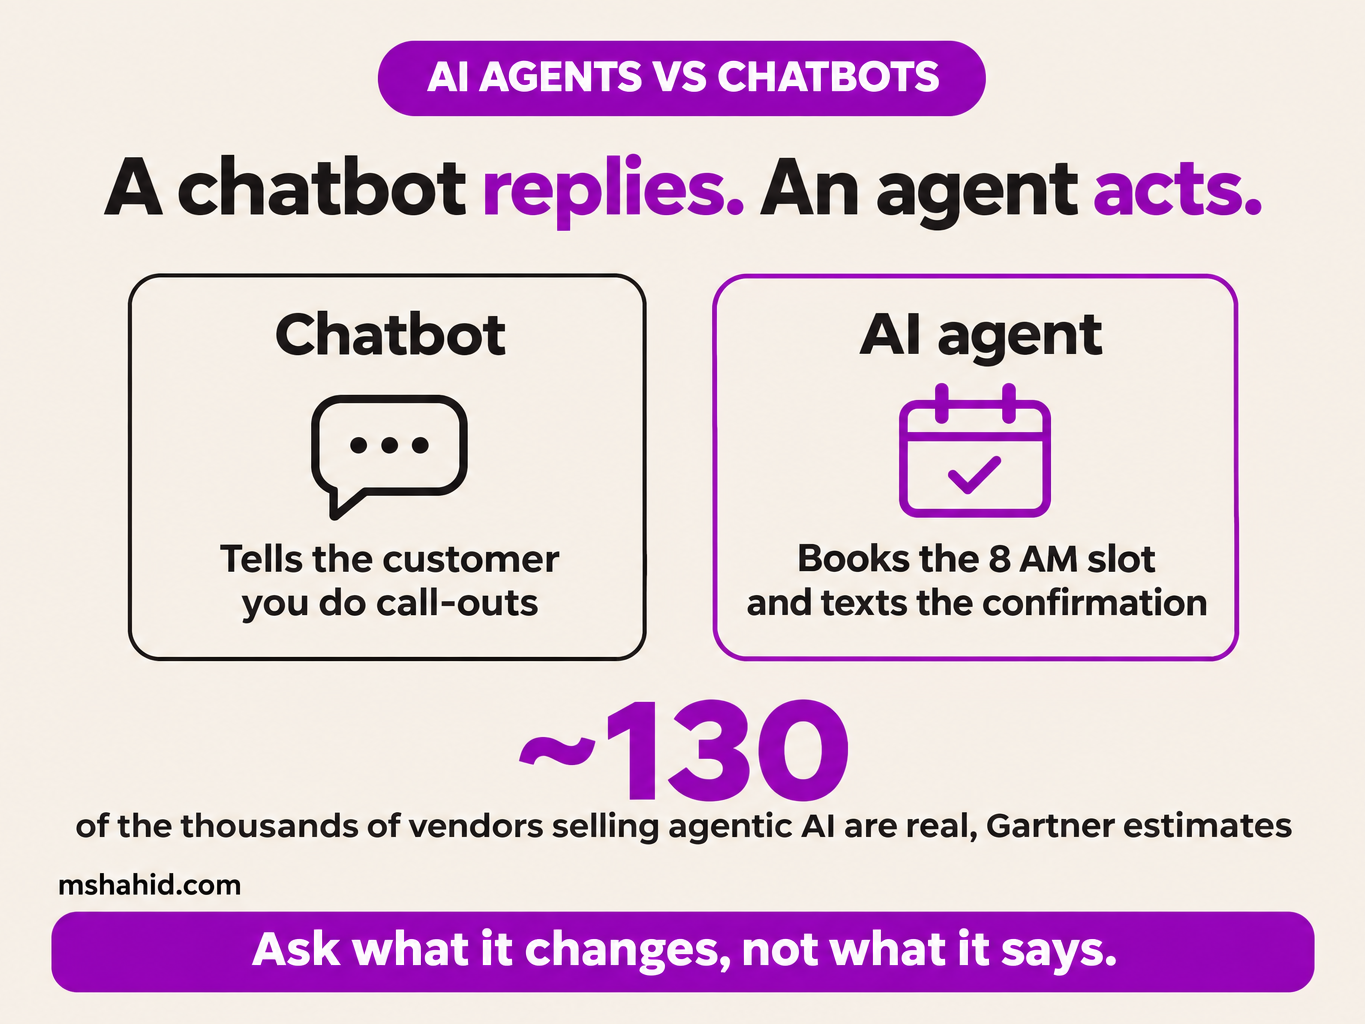 AI AGENTS VS CHATBOTS
A chatbot replies. An agent acts.
Chatbot
Tells the customer
you do call-outs
AI agent
Books the 8 AM slot
and texts the confirmation
~130
of the thousands of vendors selling agentic AI are real, Gartner estimates
mshahid.com
Ask what it changes, not what it says.